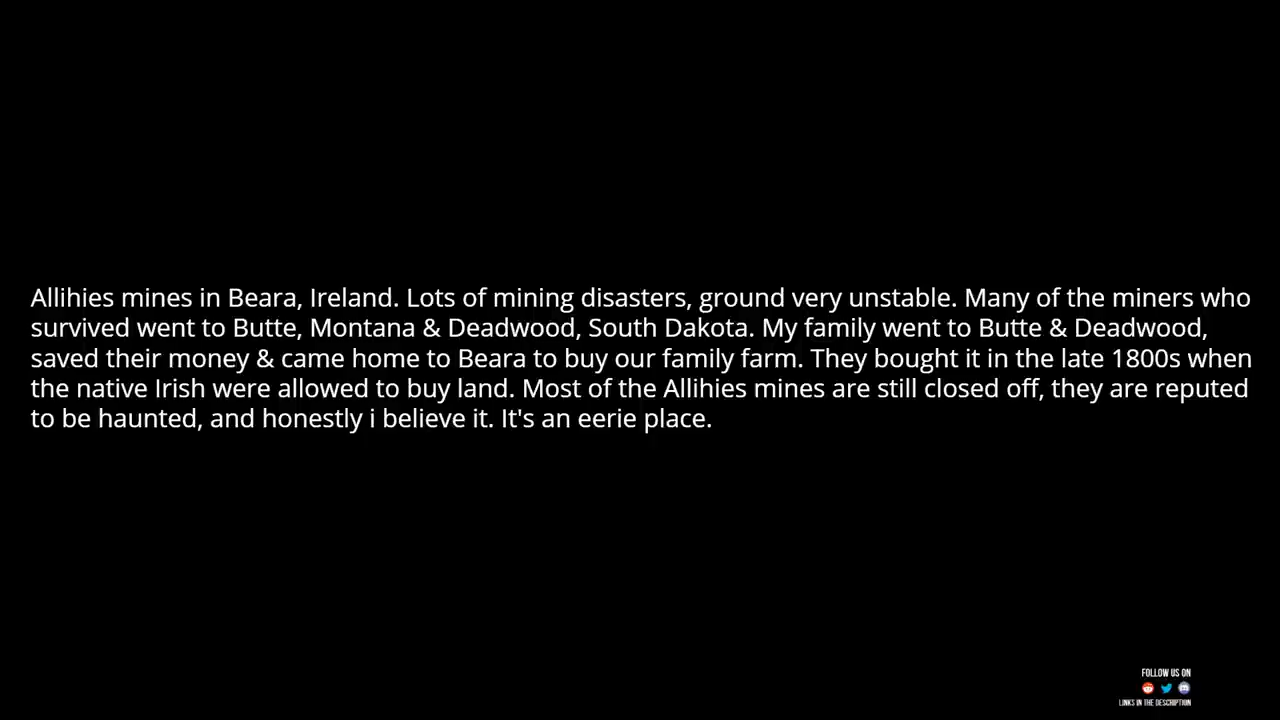 Allihies mines in Beara, Ireland. Lots of mining disasters, ground very unstable. Many of the miners who
survived went to Butte, Montana & Deadwood, South Dakota. My family went to Butte & Deadwood,
saved their money & came home to Beara to buy our family farm. They bought it in the late 1800s when
the native Irish were allowed to buy land. Most of the Allihies mines are still closed off, they are reputed
to be haunted, and honestly i believe it. It's an eerie place.
FOLLOW US ON
LINKS IN THE DESCRIPTION